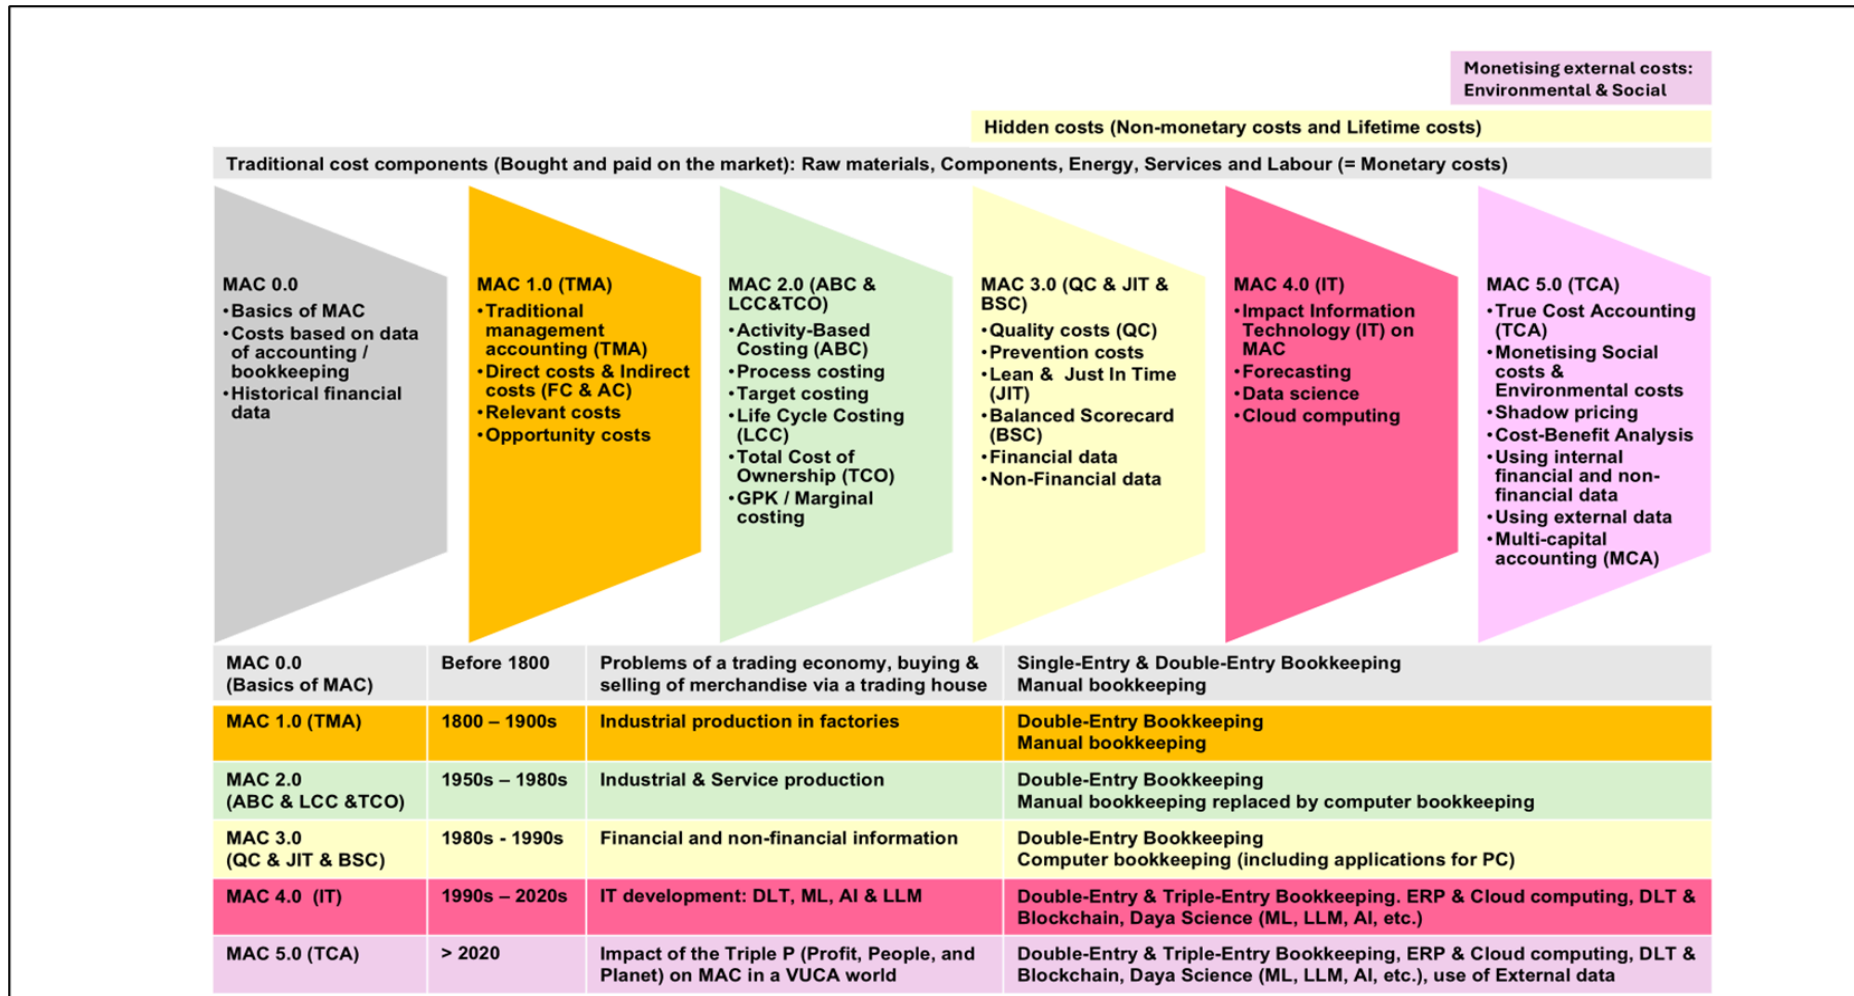 Monetising external costs:
Environmental & Social
Hidden costs (Non-monetary costs and Lifetime costs)
Traditional cost components (Bought and paid on the market): Raw materials, Components, Energy, Services and Labour (= Monetary costs)
MAC 0.0
•Basics of MAC
•Costs based on data
of accounting /
bookkeeping
•Historical financial
data
MAC 1.0 (TMA)
•Traditional
management
accounting (TMA)
•Direct costs & Indirect
costs (FC & AC)
•Relevant costs
•Opportunity costs
MAC 2.0 (ABC &
LCC&TCO)
•Activity-Based
Costing (ABC)
•Process costing
•Target costing
•Life Cycle Costing
(LCC)
•Total Cost of
Ownership (TCO)
•GPK / Marginal
costing
MAC 3.0 (QC & JIT &
BSC)
•Quality costs (QC)
•Prevention costs
•Lean & Just In Time
(JIT)
•Balanced Scorecard
(BSC)
•Financial data
•Non-Financial data
MAC 4.0 (IT)
•Impact Information
Technology (IT) on
MAC
•Forecasting
•Data science
•Cloud computing
MAC 5.0 (TCA)
•True Cost Accounting
(TCA)
•Monetising Social
costs &
Environmental costs
•Shadow pricing
•Cost-Benefit Analysis
•Using internal
financial and non-
financial data
•Using external data
•Multi-capital
accounting (MCA)
MAC 0.0
(Basics of MAC)
Before 1800
Problems of a trading economy, buying &
selling of merchandise via a trading house
Single-Entry & Double-Entry Bookkeeping
Manual bookkeeping
MAC 1.0 (TMA)
1800 – 1900s
Industrial production in factories
Double-Entry Bookkeeping
Manual bookkeeping
MAC 2.0
(ABC & LCC &TCO)
1950s – 1980s
Industrial & Service production
Double-Entry Bookkeeping
Manual bookkeeping replaced by computer bookkeeping
MAC 3.0
(QC & JIT & BSC)
1980s - 1990s
Financial and non-financial information
Double-Entry Bookkeeping
Computer bookkeeping (including applications for PC)
MAC 4.0 (IT)
1990s – 2020s
IT development: DLT, ML, AI & LLM
Double-Entry & Triple-Entry Bookkeeping. ERP & Cloud computing, DLT &
Blockchain, Daya Science (ML, LLM, AI, etc.)
MAC 5.0 (TCA)
> 2020
Impact of the Triple P (Profit, People, and
Planet) on MAC in a VUCA world
Double-Entry & Triple-Entry Bookkeeping, ERP & Cloud computing, DLT &
Blockchain, Daya Science (ML, LLM, AI, etc.), use of External data